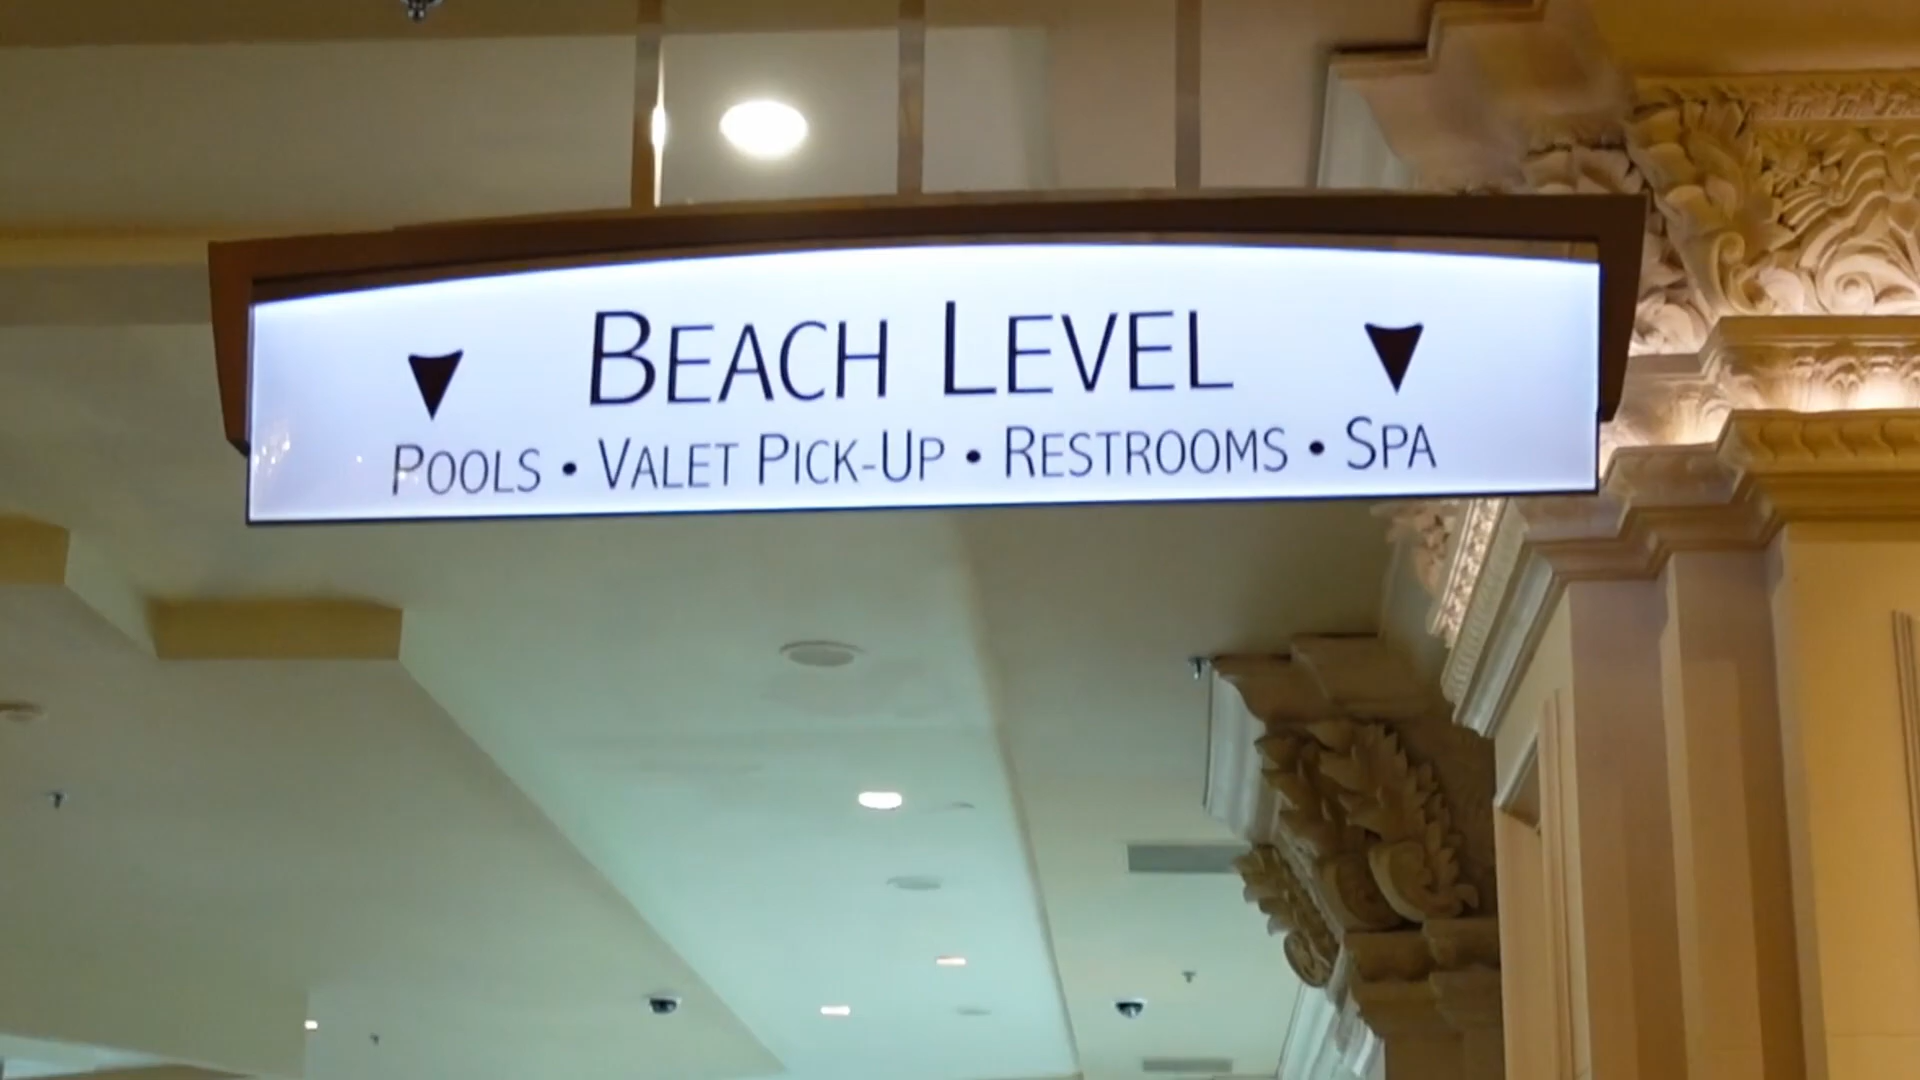 BEACH LEVEL
POOLS • VALET PICK-UP • RESTROOMS • SPA